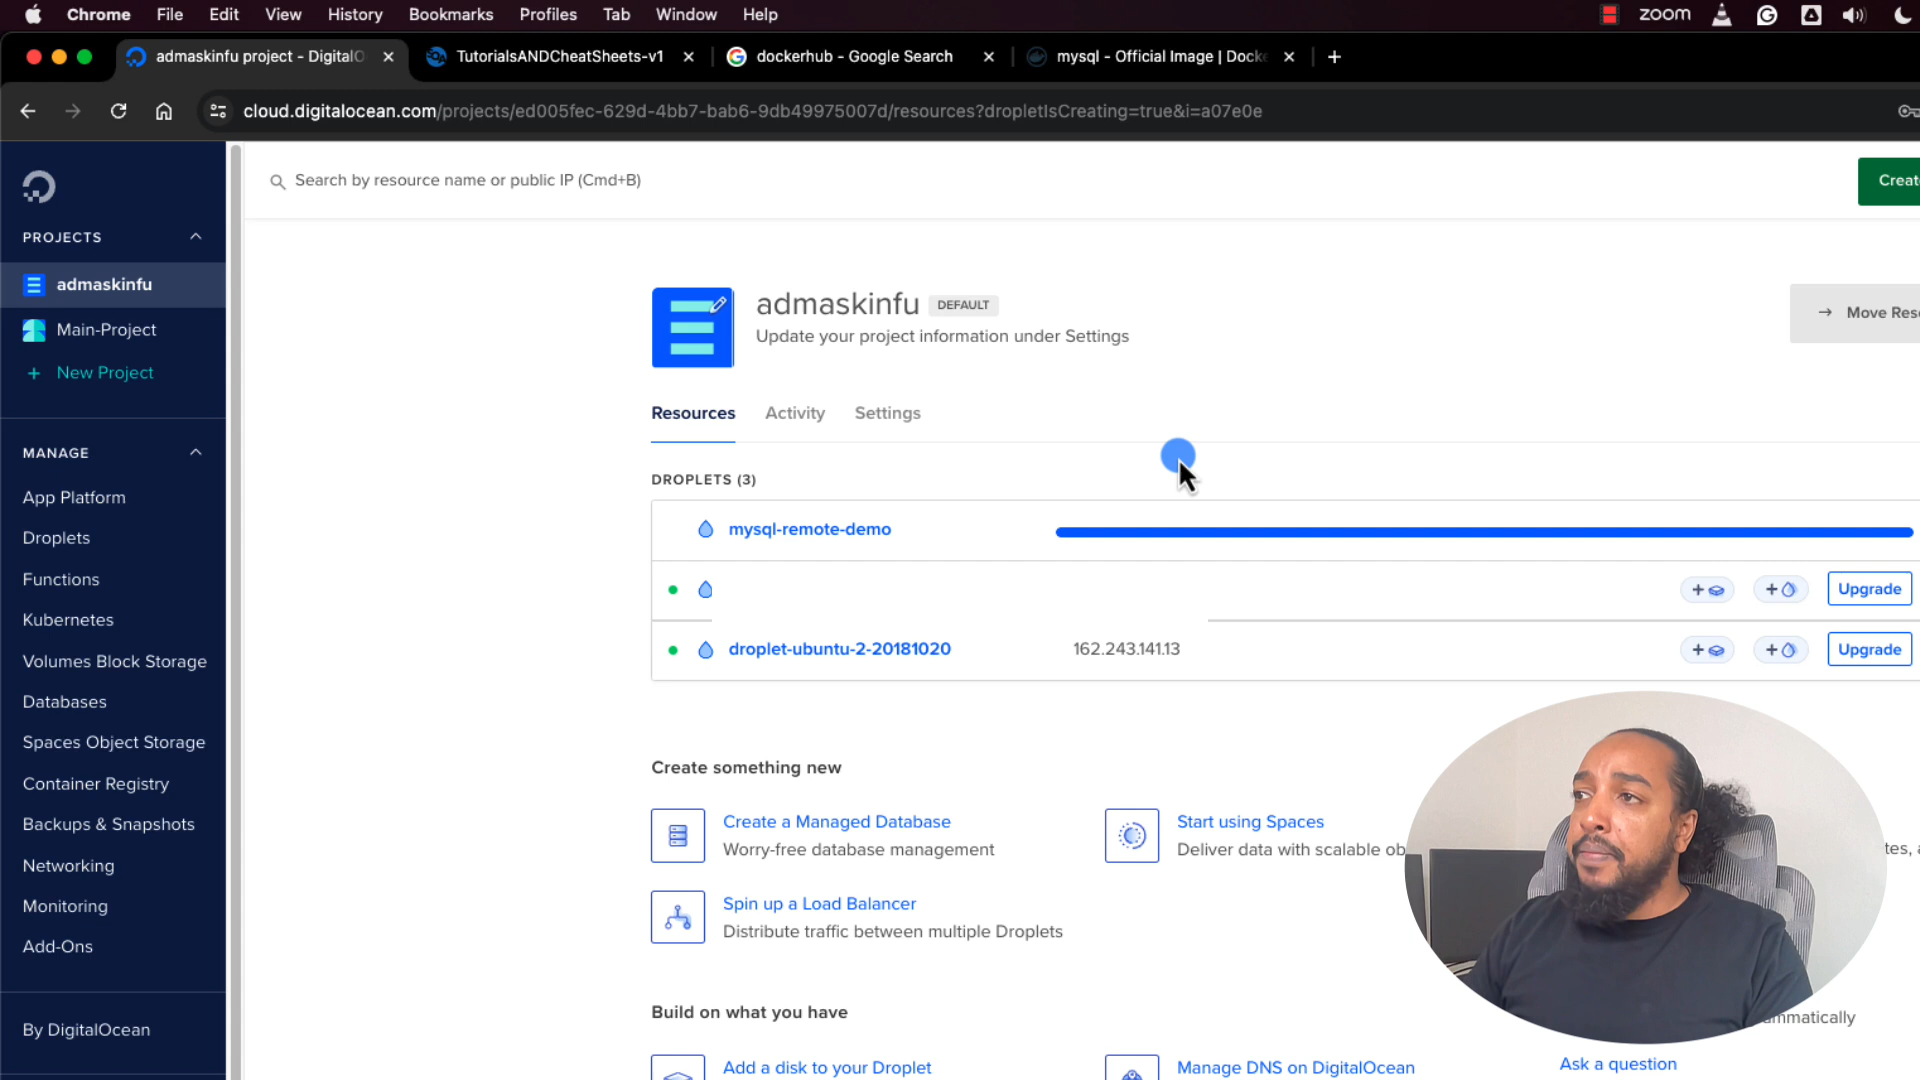 Chrome File Edit View History Bookmarks Profiles Tab Window Help zoom
admaskinfu project - DigitalO TutorialsANDCheatSheets-v1 dockerhub - Google Search mysql - Official Image | Docke
cloud.digitalocean.com/projects/ed005fec-629d-4bb7-bab6-9db49975007d/resources?dropletIsCreating=true&i=a07e0e
Search by resource name or public IP (Cmd+B)
Creat
PROJECTS
admaskinfu
Main-Project
+ New Project
MANAGE
App Platform
Droplets
Functions
Kubernetes
Volumes Block Storage
Databases
Spaces Object Storage
Container Registry
Backups & Snapshots
Networking
Monitoring
Add-Ons
By DigitalOcean
admaskinfu DEFAULT
Update your project information under Settings
→ Move Reso
Resources Activity Settings
DROPLETS (3)
mysql-remote-demo
Upgrade
droplet-ubuntu-2-20181020 162.243.141.13 Upgrade
Create something new
Create a Managed Database
Worry-free database management
Start using Spaces
Deliver data with scalable ob
tes, a
Spin up a Load Balancer
Distribute traffic between multiple Droplets
Build on what you have
mmatically
Add a disk to your Droplet
Manage DNS on DigitalOcean
Ask a question